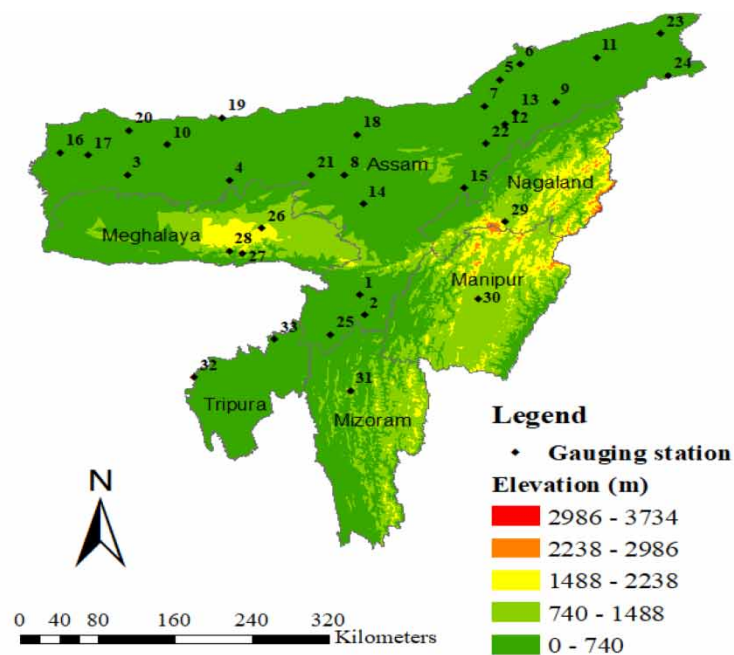 23
6
11
5
24
7
9
13
12
19
20
18
22
16
17
10
3
4
21
8
Assam
15
14
Nagaland
26
29
Meghalaya
28
27
Manipur
1
30
2
33
25
32
31
Tripura
Mizoram
Legend
Gauging station
Elevation (m)
2986 - 3734
2238 - 2986
1488 - 2238
740 - 1488
0 - 740
N
0 40 80 160 240 320
Kilometers